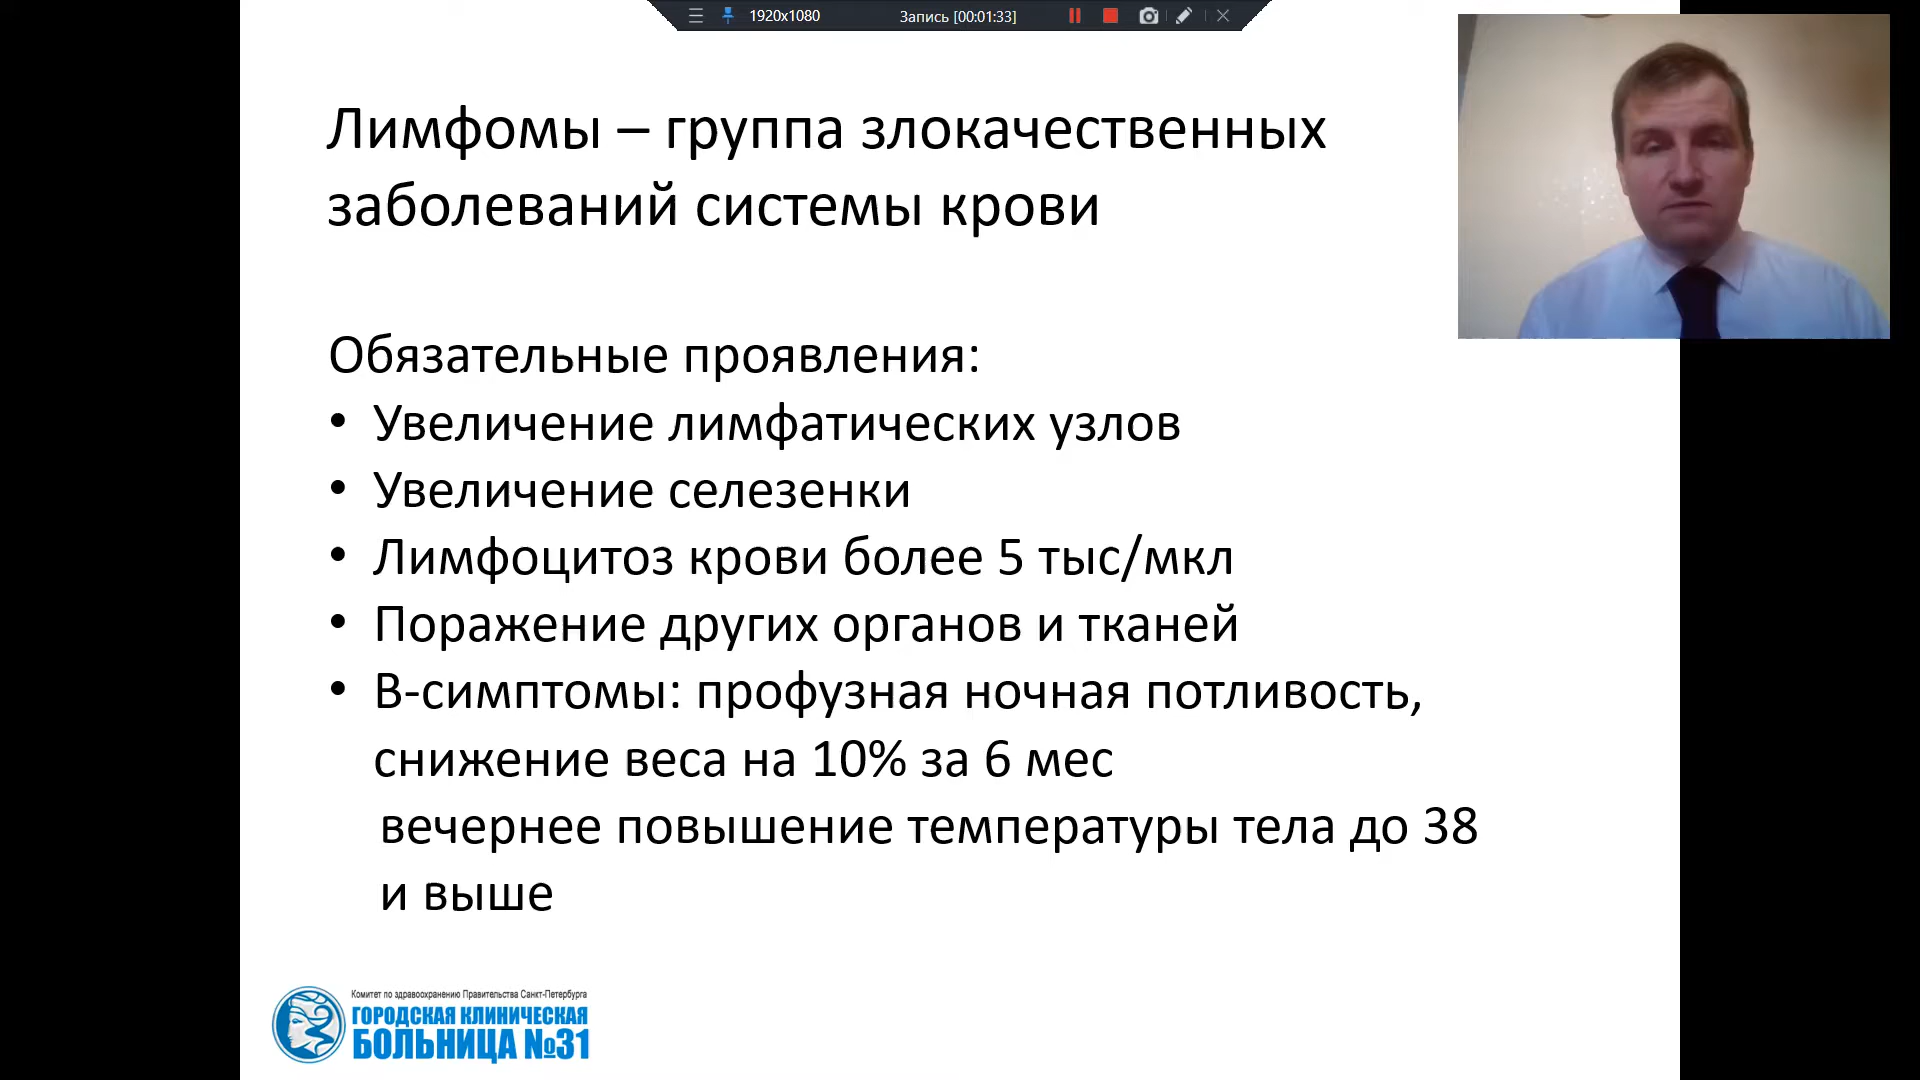 1920x1080 Запись [00:01:33]
Лимфомы – группа злокачественных
заболеваний системы крови
Обязательные проявления:
• Увеличение лимфатических узлов
• Увеличение селезенки
• Лимфоцитоз крови более 5 тыс/мкл
• Поражение других органов и тканей
• В-симптомы: профузная ночная потливость,
снижение веса на 10% за 6 мес
вечернее повышение температуры тела до 38
и выше
Комитет по здравоохранению Правительства Санкт-Петербурга
ГОРОДСКАЯ КЛИНИЧЕСКАЯ
БОЛЬНИЦА №31